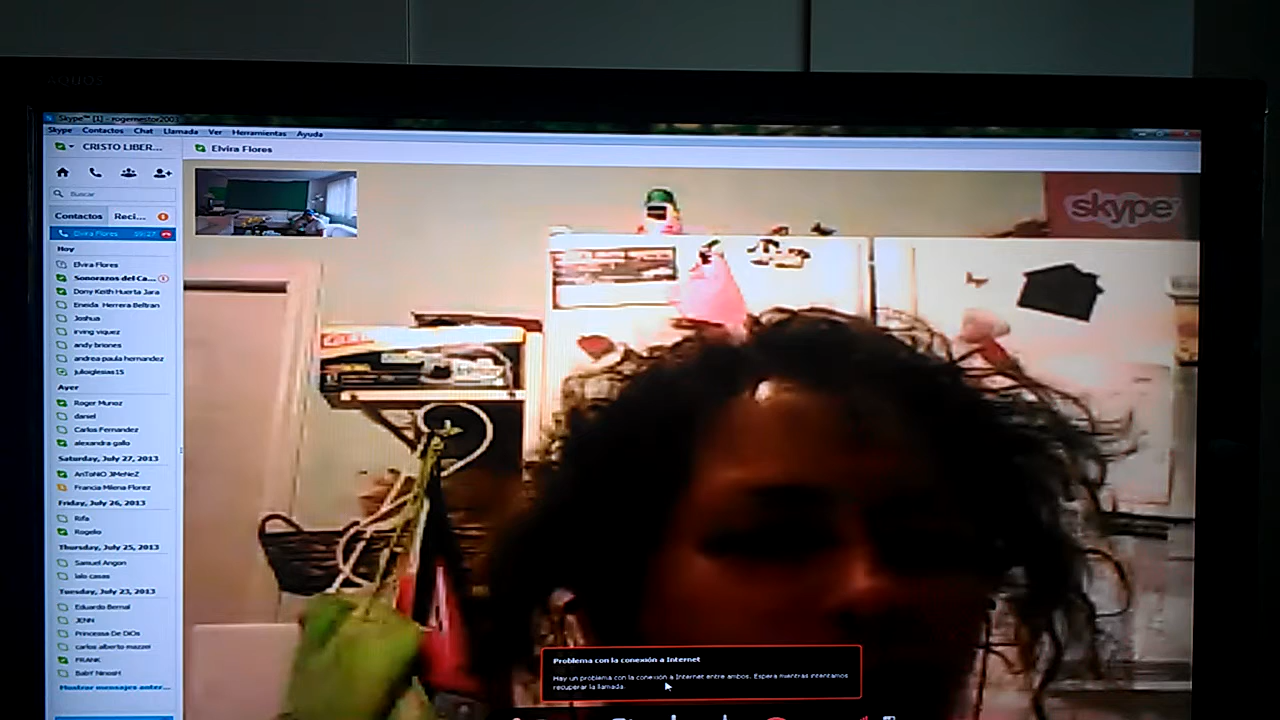 AQUOS
Skype™ [1] - rogernestor2003
Skype Contactos Chat Llamada Ver Herramientas Ayuda
CRISTO LIBER...
Elvira Flores
Buscar
Contactos Reci...
Elvira Flores
Hoy
Elvira Flores
Sonorazos del Ca...
Dony Keith Huerta Jara
Eneida Herrera Beltran
Joshua
irving viquez
andy briones
andrea paula hernandez
julioiglesias15
Ayer
Roger Munoz
daniel
Carlos Fernandez
alexandra gallo
Saturday, July 27, 2013
AnToNiO JiMeNeZ
Francia Milena Florez
Friday, July 26, 2013
Rifa
Rogelio
Thursday, July 25, 2013
Samuel Angon
lalo casas
Tuesday, July 23, 2013
Eduardo Bernal
JENN
Princessa De DiOs
carlos alberto mazzei
FRANK
BabY NinosH
Mostrar mensajes anter...
skype
Problema con la conexión a Internet
Hay un problema con la conexión a Internet entre ambos. Espera mientras intentamos
recuperar la llamada.